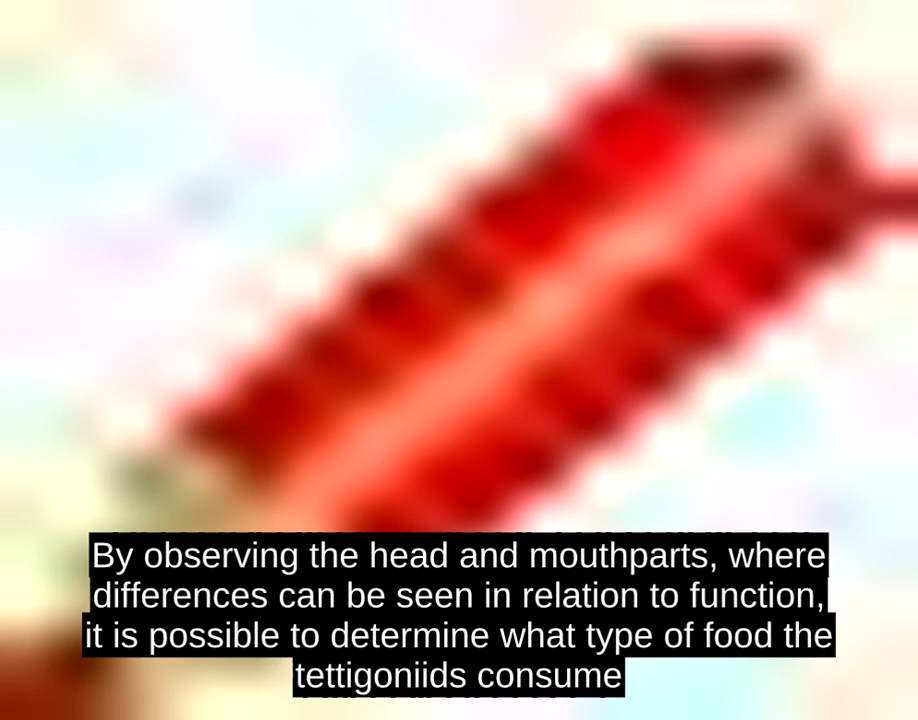 By observing the head and mouthparts, where
differences can be seen in relation to function,
it is possible to determine what type of food the
tettigoniids consume